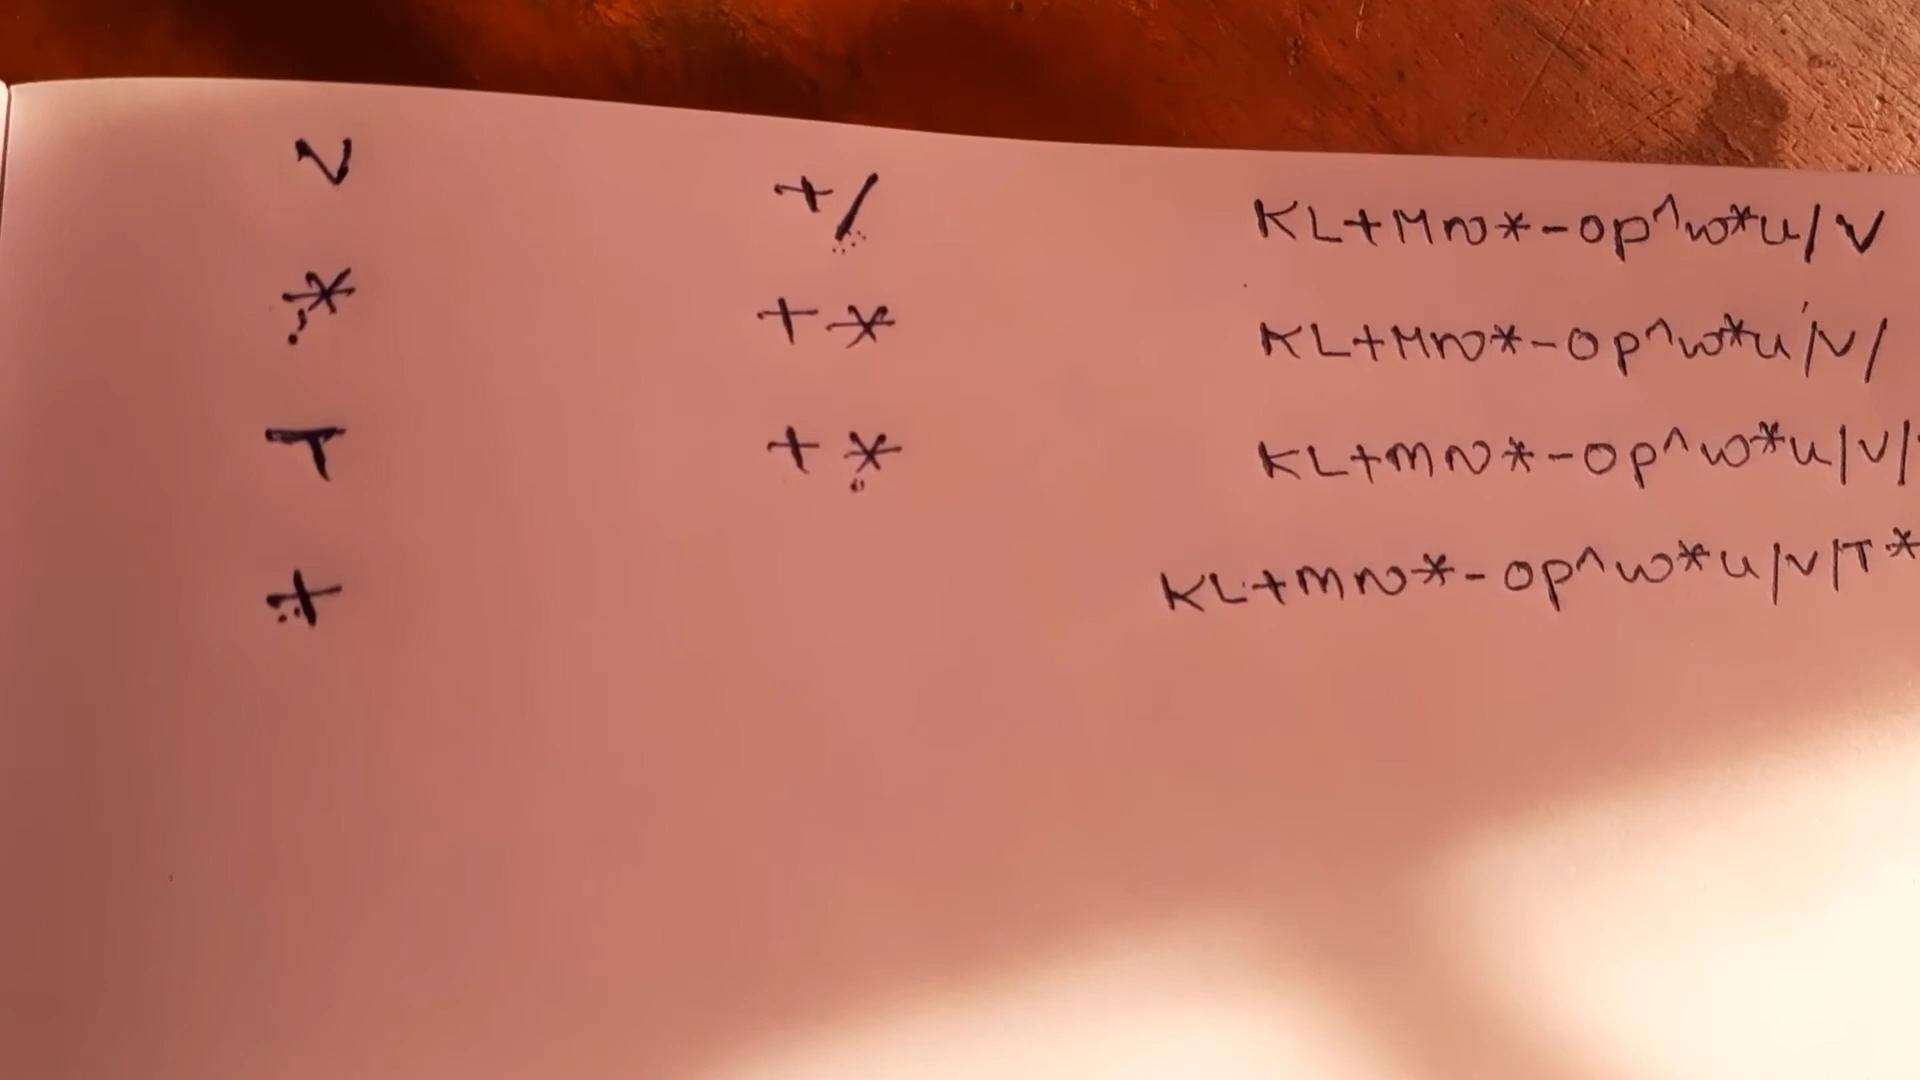 V +/ KL+MN*-OP^W*U/V
* +* KL+MN*-OP^W*U/V/
T +* KL+MN*-OP^W*U/V/
+ KL+MN*-OP^W*U/V/T*